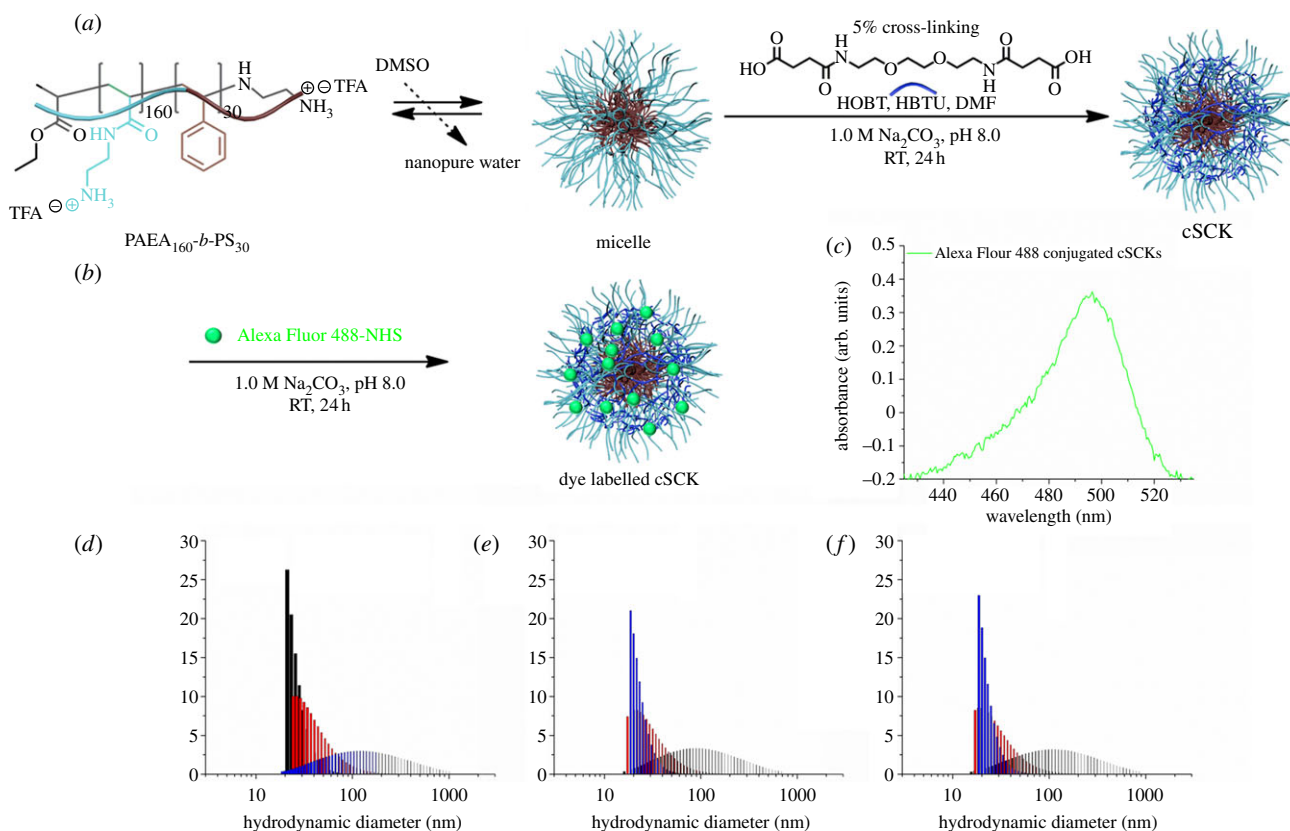 (a)
O
N
H
160
30
H
N
⊕⊖TFA
NH₃
O
HN
O
TFA ⊖⊕
NH₃
PAEA₁₆₀-b-PS₃₀
DMSO
nanopure water
micelle
5% cross-linking
O
HO
O
H
N
O
O
N
H
O
O
OH
HOBT, HBTU, DMF
1.0 M Na₂CO₃, pH 8.0
RT, 24 h
cSCK
(b)
Alexa Fluor 488-NHS
1.0 M Na₂CO₃, pH 8.0
RT, 24 h
dye labelled cSCK
(c)
Alexa Flour 488 conjugated cSCKs
absorbance (arb. units)
0.5
0.4
0.3
0.1
0
–0.1
–0.2
440 460 480 500 520
wavelength (nm)
(d)
30
25
20
15
10
5
0
10 100 1000
hydrodynamic diameter (nm)
(e)
30
25
20
15
10
5
0
10 100 1000
hydrodynamic diameter (nm)
(f)
30
25
20
15
10
5
0
10 100 1000
hydrodynamic diameter (nm)